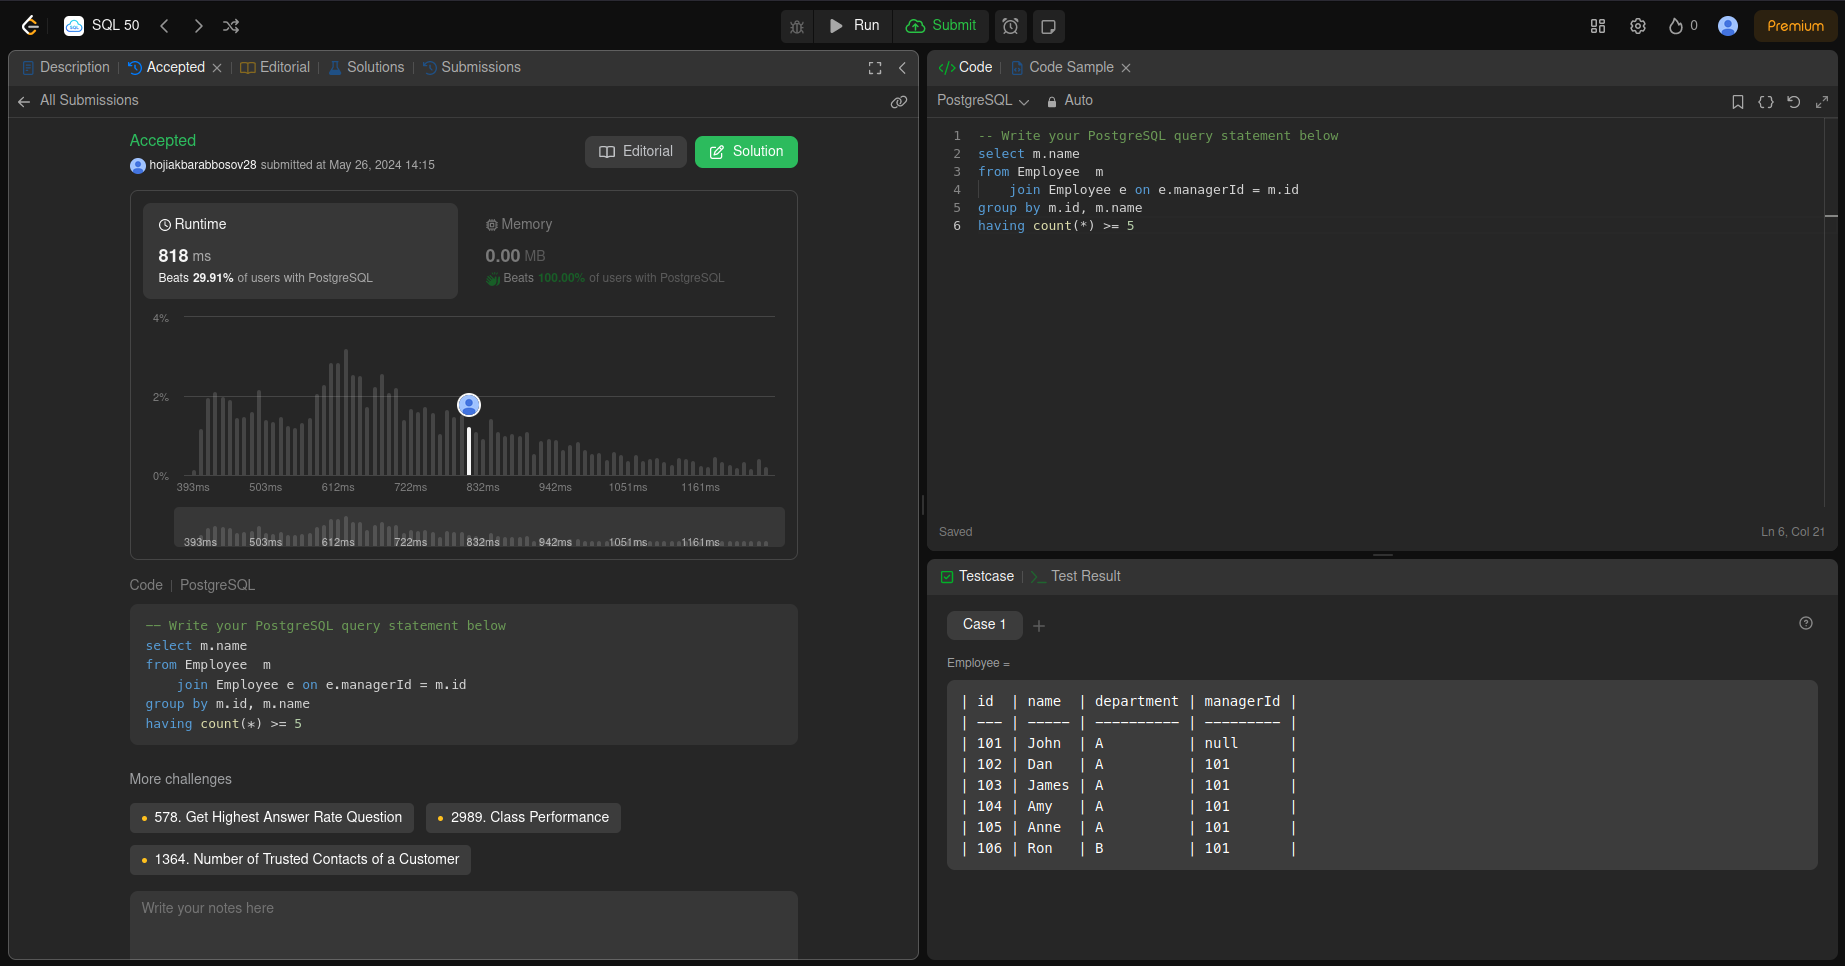 SQL 50
Run
Submit
0
Premium
Description
Accepted
Editorial
Solutions
Submissions
All Submissions
Accepted
hojiakbarabbosov28 submitted at May 26, 2024 14:15
Editorial
Solution
Runtime
818 ms
Beats 29.91% of users with PostgreSQL
Memory
0.00 MB
Beats 100.00% of users with PostgreSQL
4%
2%
0%
393ms 503ms 612ms 722ms 832ms 942ms 1051ms 1161ms
393ms 503ms 612ms 722ms 832ms 942ms 1051ms 1161ms
Code | PostgreSQL
-- Write your PostgreSQL query statement below
select m.name
from Employee  m
    join Employee e on e.managerId = m.id
group by m.id, m.name
having count(*) >= 5
More challenges
578. Get Highest Answer Rate Question
2989. Class Performance
1364. Number of Trusted Contacts of a Customer
Write your notes here
</> Code
Code Sample
PostgreSQL
Auto
1 -- Write your PostgreSQL query statement below
2 select m.name
3 from Employee  m
4     join Employee e on e.managerId = m.id
5 group by m.id, m.name
6 having count(*) >= 5
Saved
Ln 6, Col 21
Testcase
>_ Test Result
Case 1
Employee =
| id  | name  | department | managerId |
| --- | ----- | ---------- | --------- |
| 101 | John  | A          | null      |
| 102 | Dan   | A          | 101       |
| 103 | James | A          | 101       |
| 104 | Amy   | A          | 101       |
| 105 | Anne  | A          | 101       |
| 106 | Ron   | B          | 101       |